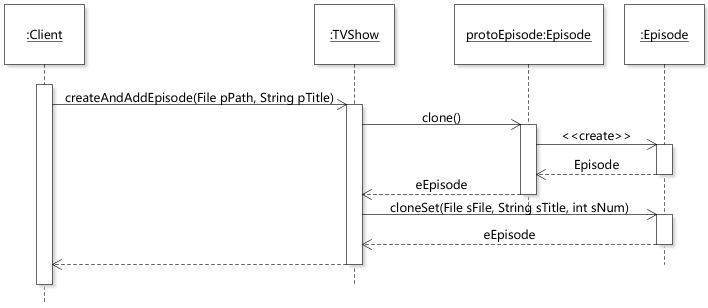 :Client
:TVShow
protoEpisode:Episode
:Episode
createAndAddEpisode(File pPath, String pTitle)
clone()
<<create>>
Episode
eEpisode
cloneSet(File sFile, String sTitle, int sNum)
eEpisode